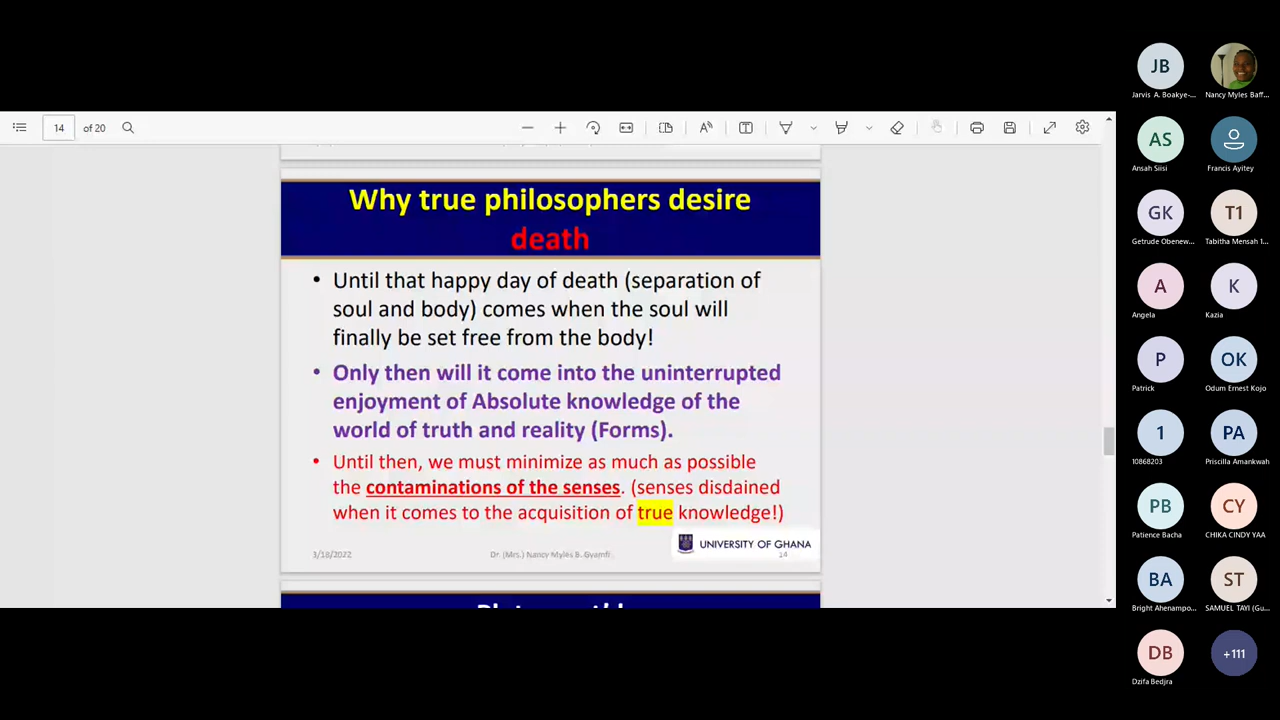 14 of 20
Why true philosophers desire
death
• Until that happy day of death (separation of
soul and body) comes when the soul will
finally be set free from the body!
• Only then will it come into the uninterrupted
enjoyment of Absolute knowledge of the
world of truth and reality (Forms).
• Until then, we must minimize as much as possible
the contaminations of the senses. (senses disdained
when it comes to the acquisition of true knowledge!)
3/18/2022
Dr. (Mrs.) Nancy Myles B. Gyamfi
UNIVERSITY OF GHANA
14
JB
Jarvis A. Boakye-...
Nancy Myles Baff...
AS
Ansah Siisi
Francis Ayitey
GK
Getrude Obenew...
T1
Tabitha Mensah 1...
A
Angela
K
Kazia
P
Patrick
OK
Odum Ernest Kojo
1
10868203
PA
Priscilla Amankwah
PB
Patience Bacha
CY
CHIKA CINDY YAA
BA
Bright Ahenampo...
ST
SAMUEL TAYI (Gu...
DB
Dzifa Bedjra
+111